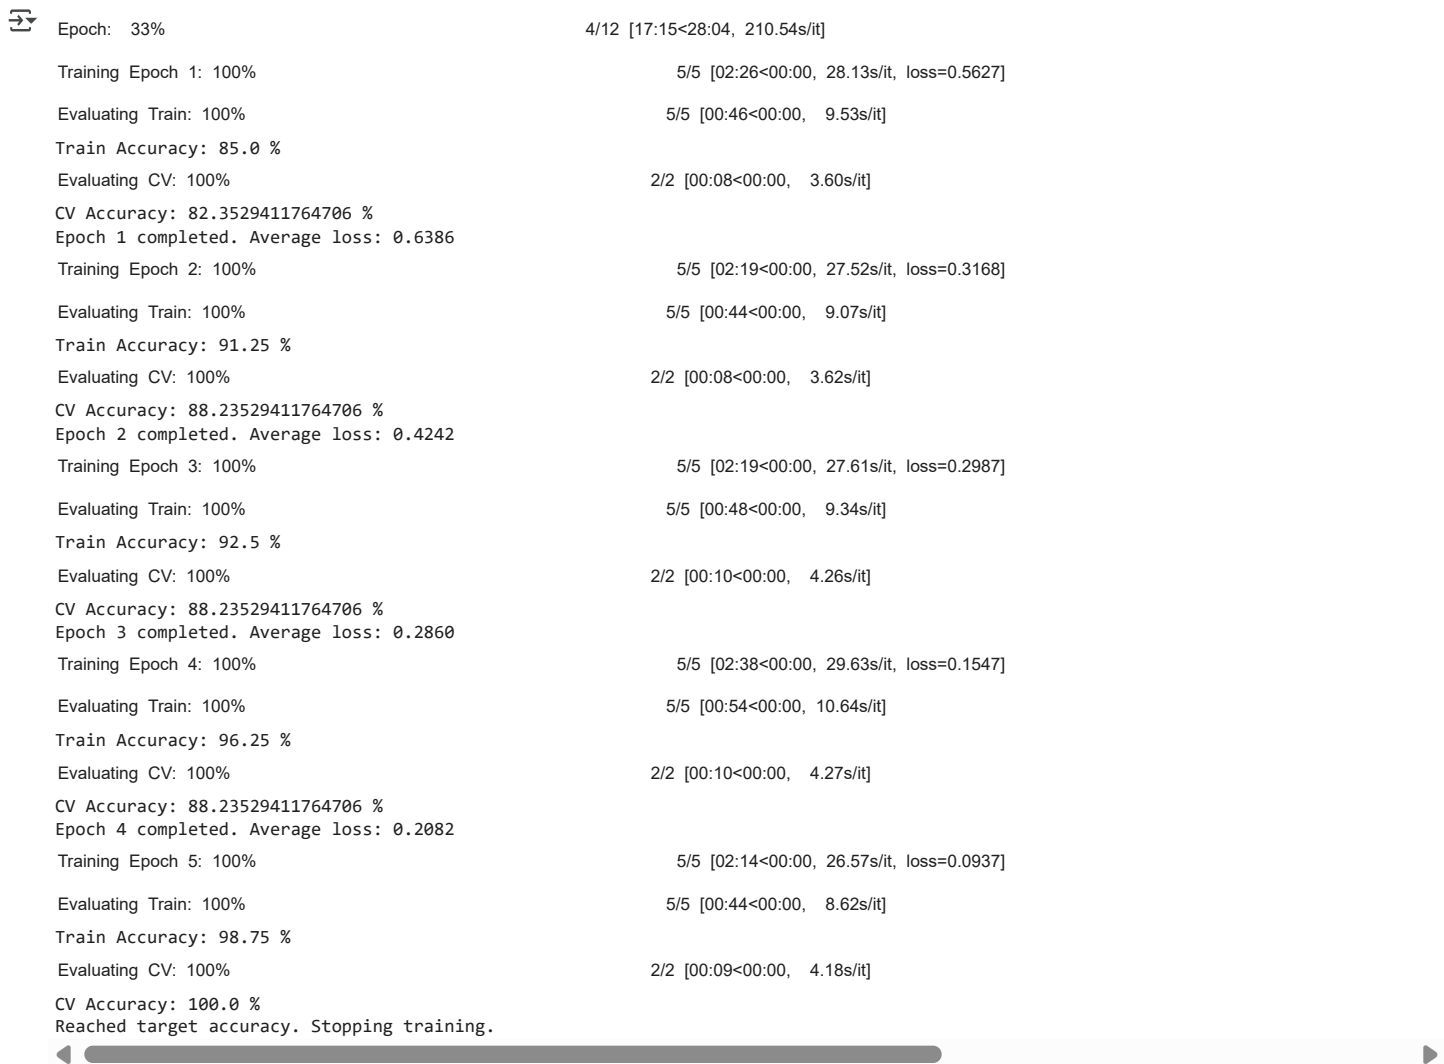 Epoch: 33% 4/12 [17:15<28:04, 210.54s/it]
Training Epoch 1: 100% 5/5 [02:26<00:00, 28.13s/it, loss=0.5627]
Evaluating Train: 100% 5/5 [00:46<00:00, 9.53s/it]
Train Accuracy: 85.0 %
Evaluating CV: 100% 2/2 [00:08<00:00, 3.60s/it]
CV Accuracy: 82.3529411764706 %
Epoch 1 completed. Average loss: 0.6386
Training Epoch 2: 100% 5/5 [02:19<00:00, 27.52s/it, loss=0.3168]
Evaluating Train: 100% 5/5 [00:44<00:00, 9.07s/it]
Train Accuracy: 91.25 %
Evaluating CV: 100% 2/2 [00:08<00:00, 3.62s/it]
CV Accuracy: 88.23529411764706 %
Epoch 2 completed. Average loss: 0.4242
Training Epoch 3: 100% 5/5 [02:19<00:00, 27.61s/it, loss=0.2987]
Evaluating Train: 100% 5/5 [00:48<00:00, 9.34s/it]
Train Accuracy: 92.5 %
Evaluating CV: 100% 2/2 [00:10<00:00, 4.26s/it]
CV Accuracy: 88.23529411764706 %
Epoch 3 completed. Average loss: 0.2860
Training Epoch 4: 100% 5/5 [02:38<00:00, 29.63s/it, loss=0.1547]
Evaluating Train: 100% 5/5 [00:54<00:00, 10.64s/it]
Train Accuracy: 96.25 %
Evaluating CV: 100% 2/2 [00:10<00:00, 4.27s/it]
CV Accuracy: 88.23529411764706 %
Epoch 4 completed. Average loss: 0.2082
Training Epoch 5: 100% 5/5 [02:14<00:00, 26.57s/it, loss=0.0937]
Evaluating Train: 100% 5/5 [00:44<00:00, 8.62s/it]
Train Accuracy: 98.75 %
Evaluating CV: 100% 2/2 [00:09<00:00, 4.18s/it]
CV Accuracy: 100.0 %
Reached target accuracy. Stopping training.